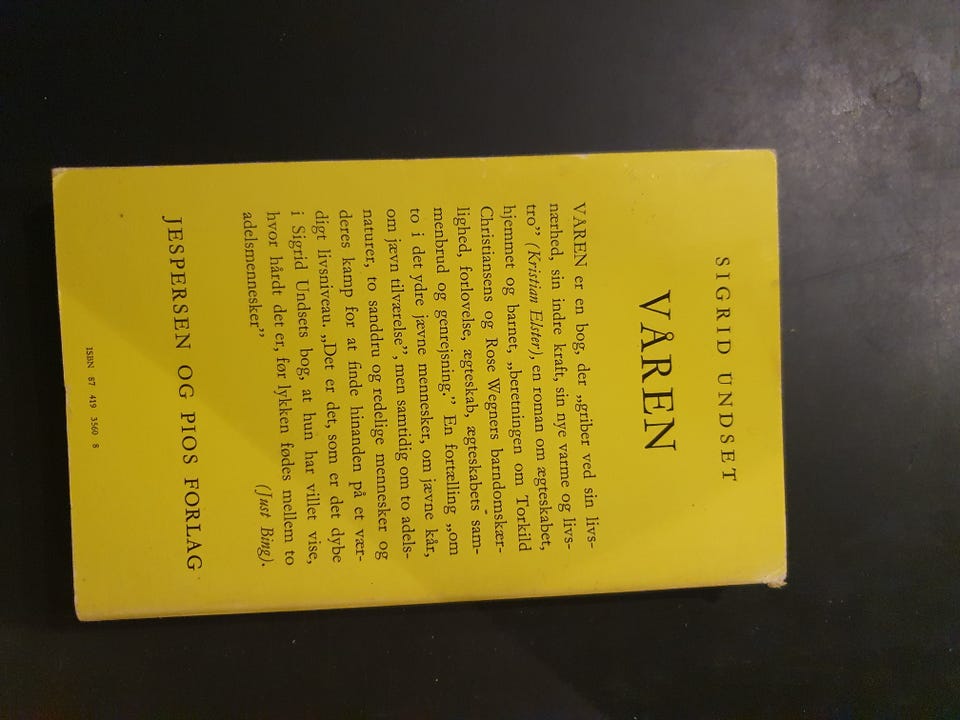 SIGRID UNDSET
VÅREN
VÅREN er en bog, der „griber ved sin livs-
nærhed, sin indre kraft, sin nye varme og livs-
tro” (Kristian Elster), en roman om ægteskabet,
hjemmet og barnet, „beretningen om Torkild
Christiansens og Rose Wegners barndomskær-
lighed, forlovelse, ægteskab, ægteskabets sam-
menbrud og genrejsning.” En fortælling „om
to i det ydre jævne mennesker, om jævne kår,
om jævn tilværelse”, men samtidig om to adels-
naturer, to sanddru og redelige mennesker og
deres kamp for at finde hinanden på et vær-
digt livsniveau. „Det er det, som er det dybe
i Sigrid Undsets bog, at hun har villet vise,
hvor hårdt det er, før lykken fødes mellem to
adelsmennesker”
(Just Bing).
JESPERSEN OG PIOS FORLAG
ISBN 87 419 3560 8